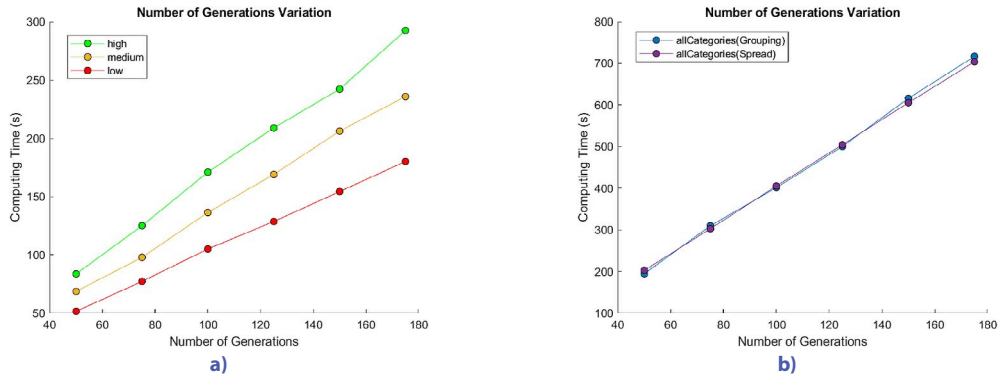 Number of Generations Variation
300
250
200
150
100
50
high
medium
low
Computing Time (s)
40 60 80 100 120 140 160 180
Number of Generations
a)
Number of Generations Variation
800
700
600
500
400
300
200
100
allCategories(Grouping)
allCategories(Spread)
Computing Time (s)
40 60 80 100 120 140 160 180
Number of Generations
b)